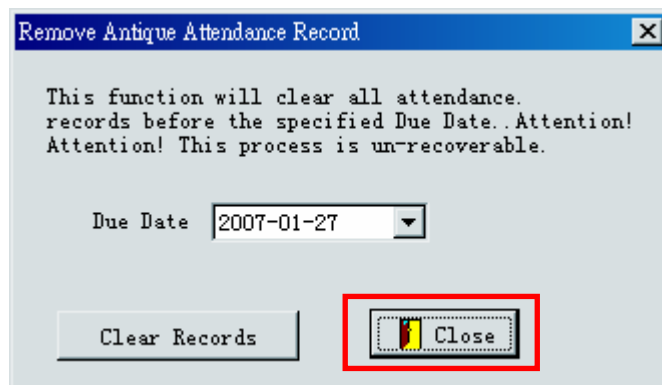 Remove Antique Attendance Record
This function will clear all attendance.
records before the specified Due Date..Attention!
Attention! This process is un-recoverable.
Due Date 2007-01-27
Clear Records Close